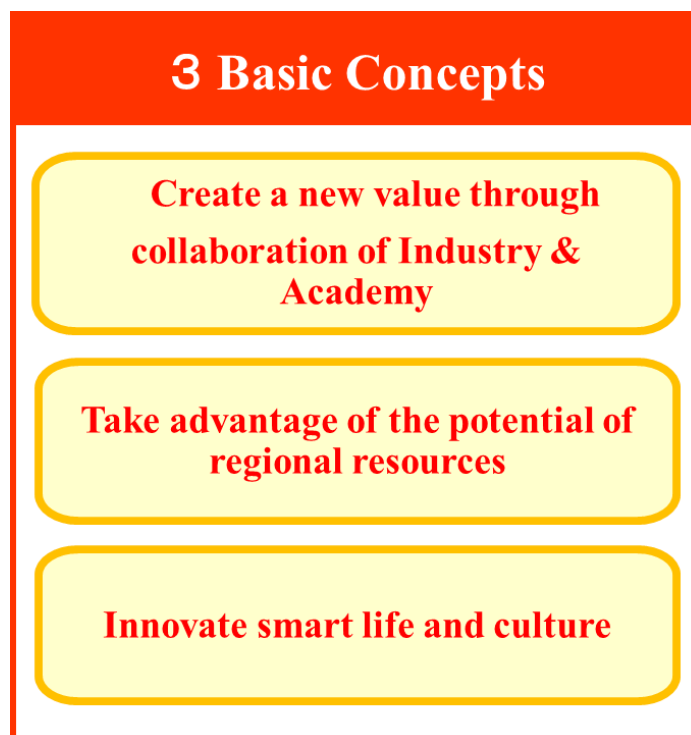 3 Basic Concepts
Create a new value through
collaboration of Industry &
Academy
Take advantage of the potential of
regional resources
Innovate smart life and culture